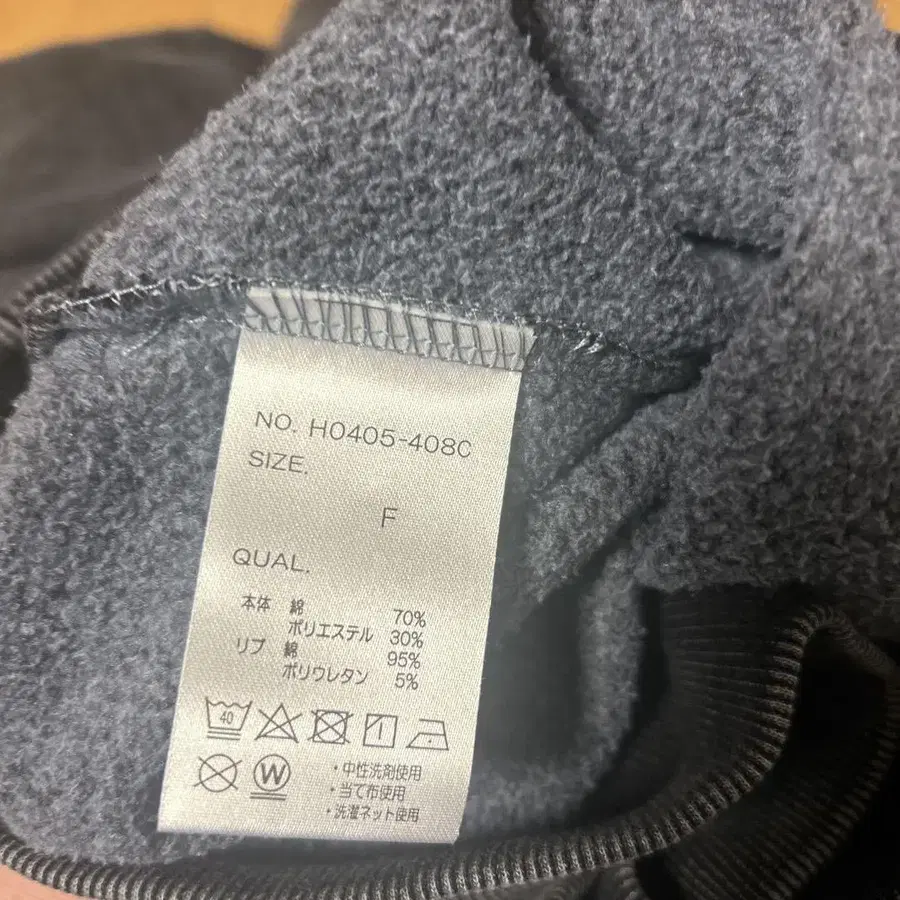 NO. H0405-408C
SIZE.
F
QUAL.
本体 綿 70%
ポリエステル 30%
リブ 綿 95%
ポリウレタン 5%
40
W
・中性洗剤使用
・当て布使用
・洗濯ネット使用